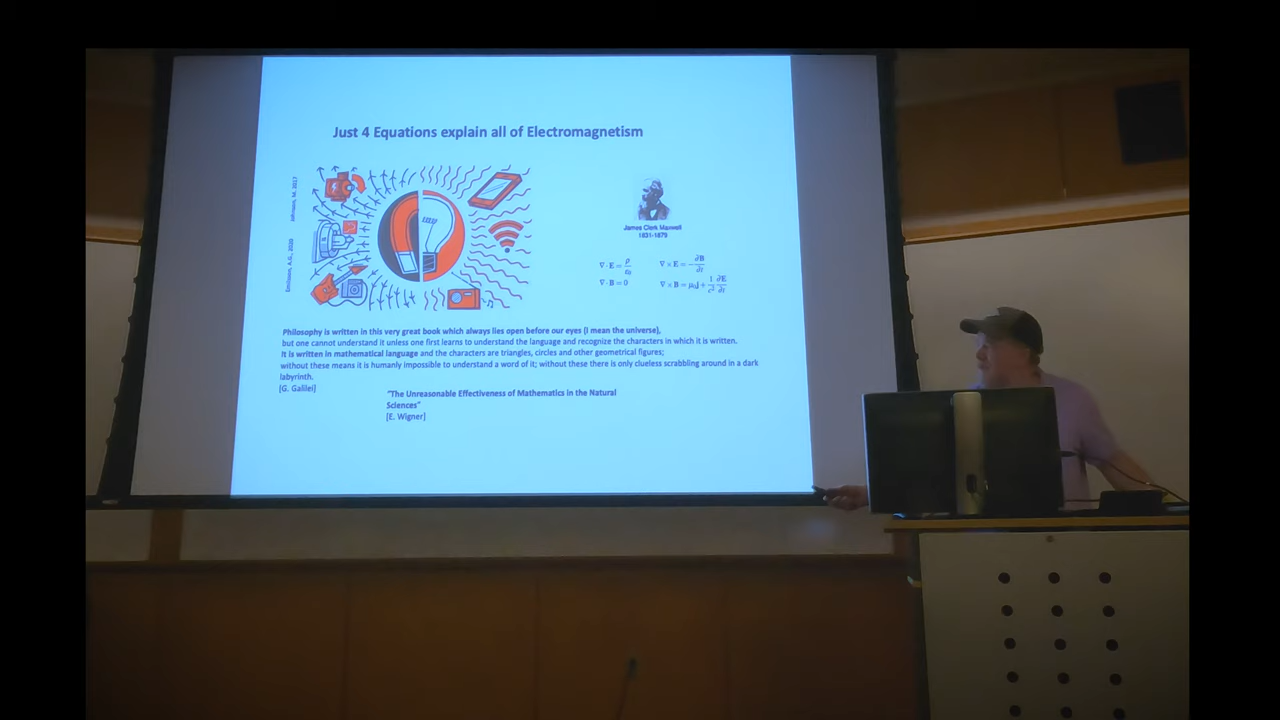 Just 4 Equations explain all of Electromagnetism
Johnson, M. 2017
James Clerk Maxwell
1831-1879
∇·E = ρ/ε₀
∇×E = −∂B/∂t
∇·B = 0
∇×B = μ₀j + 1/c² ∂E/∂t
Philosophy is written in this very great book which always lies open before our eyes (I mean the universe),
but one cannot understand it unless one first learns to understand the language and recognize the characters in which it is written.
It is written in mathematical language and the characters are triangles, circles and other geometrical figures;
without these means it is humanly impossible to understand a word of it; without these there is only clueless scrabbling around in a dark
labyrinth.
[G. Galilei]
"The Unreasonable Effectiveness of Mathematics in the Natural
Sciences"
[E. Wigner]